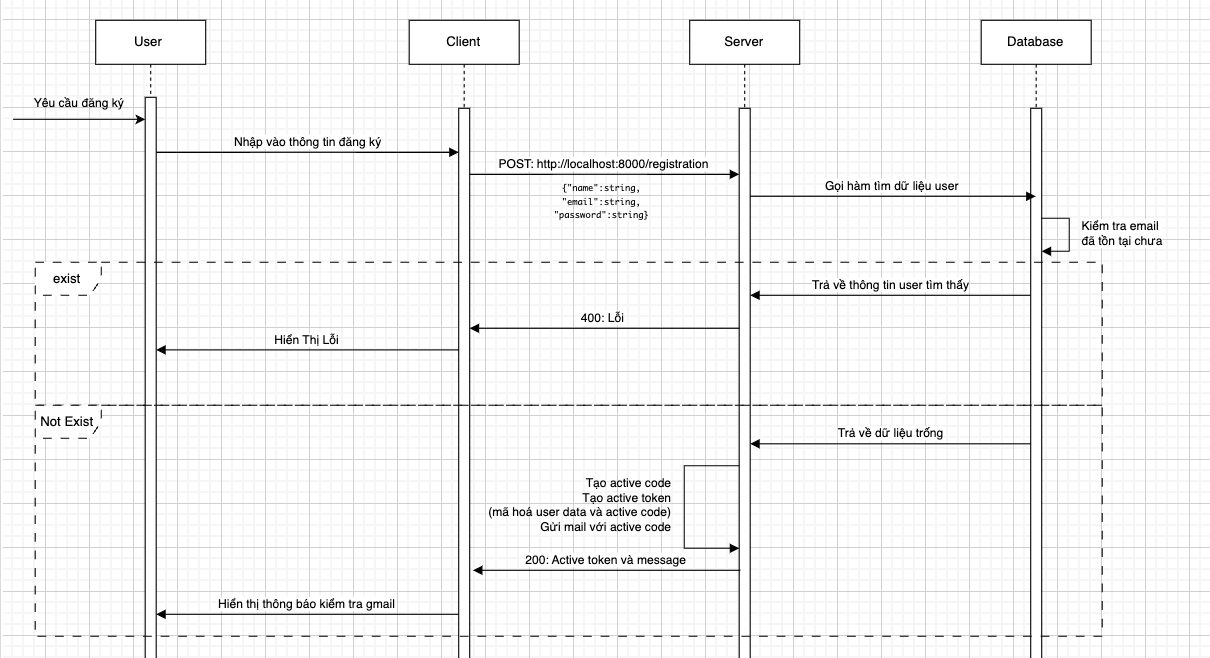 User
Client
Server
Database
Yêu cầu đăng ký
Nhập vào thông tin đăng ký
POST: http://localhost:8000/registration
{"name":string,
"email":string,
"password":string}
Gọi hàm tìm dữ liệu user
Kiểm tra email
đã tồn tại chưa
exist
Trả về thông tin user tìm thấy
400: Lỗi
Hiển Thị Lỗi
Not Exist
Trả về dữ liệu trống
Tạo active code
Tạo active token
(mã hoá user data và active code)
Gửi mail với active code
200: Active token và message
Hiển thị thông báo kiểm tra gmail